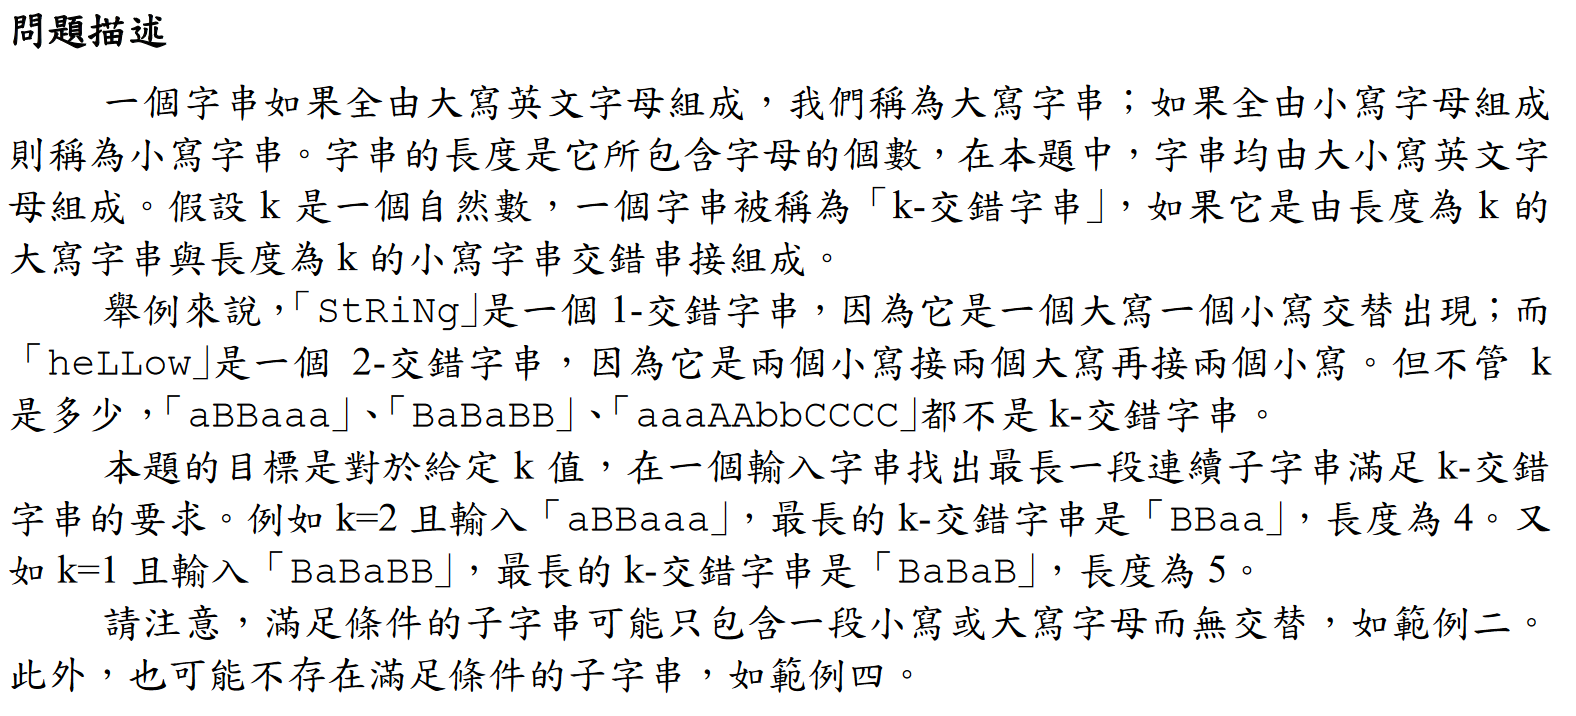 問題描述
一個字串如果全由大寫英文字母組成，我們稱為大寫字串；如果全由小寫字母組成
則稱為小寫字串。字串的長度是它所包含字母的個數，在本題中，字串均由大小寫英文字
母組成。假設 k 是一個自然數，一個字串被稱為「k-交錯字串」，如果它是由長度為 k 的
大寫字串與長度為 k 的小寫字串交錯串接組成。
舉例來說，「StRiNg」是一個 1-交錯字串，因為它是一個大寫一個小寫交替出現；而
「heLLow」是一個 2-交錯字串，因為它是兩個小寫接兩個大寫再接兩個小寫。但不管 k
是多少，「aBBaaa」、「BaBaBB」、「aaaAAbbCCCC」都不是 k-交錯字串。
本題的目標是對於給定 k 值，在一個輸入字串找出最長一段連續子字串滿足 k-交錯
字串的要求。例如 k=2 且輸入「aBBaaa」，最長的 k-交錯字串是「BBaa」，長度為 4。又
如 k=1 且輸入「BaBaBB」，最長的 k-交錯字串是「BaBaB」，長度為 5。
請注意，滿足條件的子字串可能只包含一段小寫或大寫字母而無交替，如範例二。
此外，也可能不存在滿足條件的子字串，如範例四。